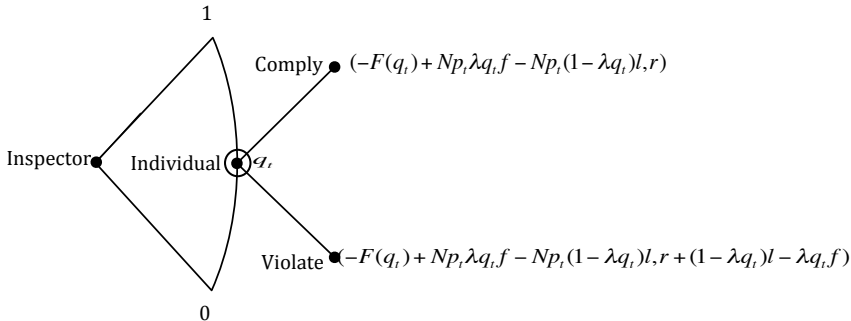 1
Comply (-F(q_t) + Np_tλq_t f - Np_t(1-λq_t)l, r)
Inspector
Individual
q_t
Violate (-F(q_t) + Np_tλq_t f - Np_t(1-λq_t)l, r + (1-λq_t)l - λq_t f)
0